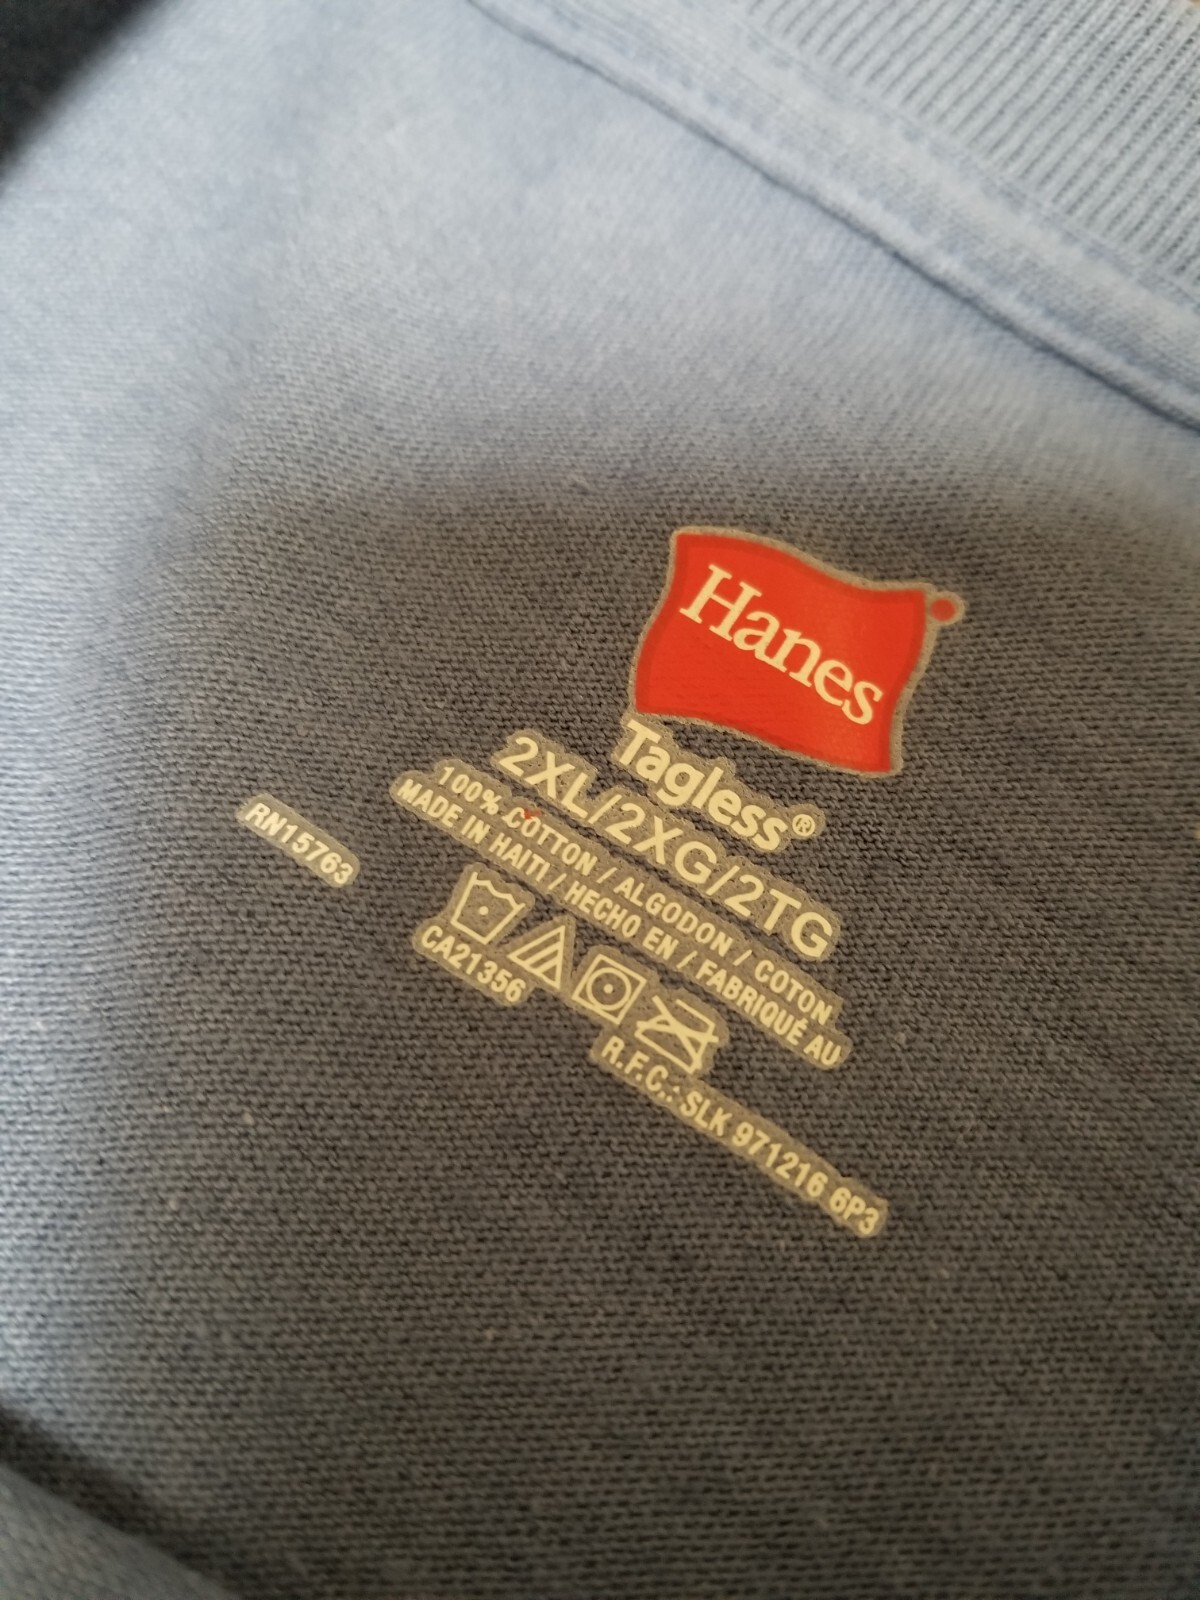 Hanes
Tagless®
2XL/2XG/2TG
100% COTTON / ALGODON / COTON
MADE IN HAITI / HECHO EN / FABRIQUÉ AU
RN15763
CA21356
R.F.C.: SLK 971216 6P3